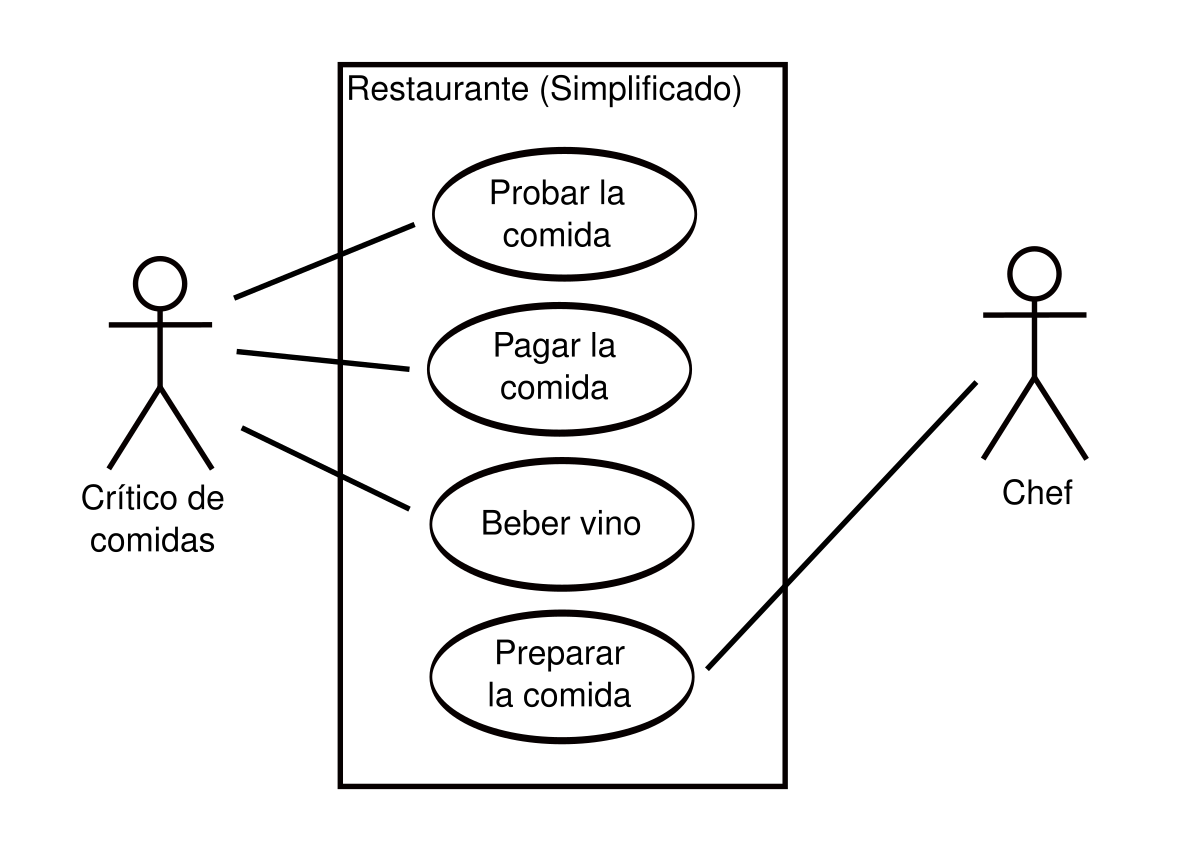 Restaurante (Simplificado)
Probar la
comida
Pagar la
comida
Beber vino
Preparar
la comida
Crítico de
comidas
Chef